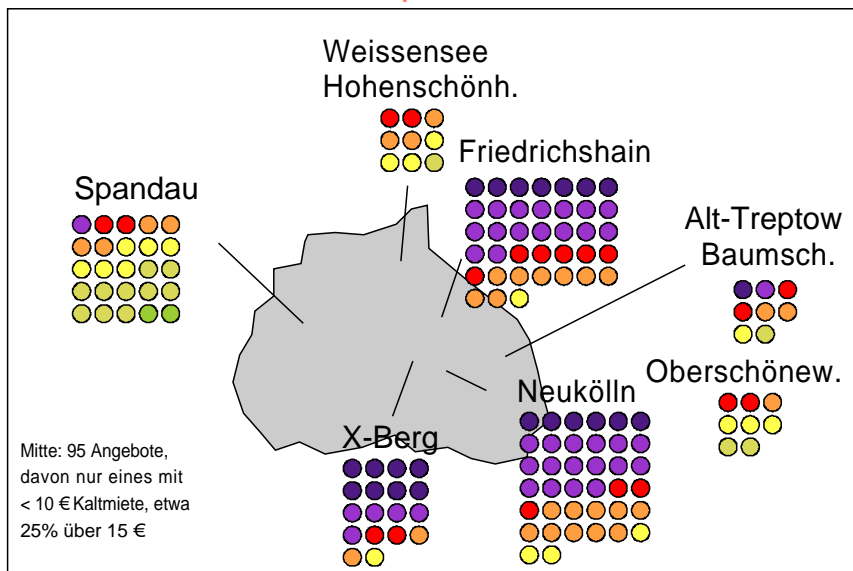 Weissensee
Hohenschönh.
Friedrichshain
Spandau
Alt-Treptow
Baumsch.
Oberschönew.
Neukölln
X-Berg
Mitte: 95 Angebote,
davon nur eines mit
< 10 € Kaltmiete, etwa
25% über 15 €